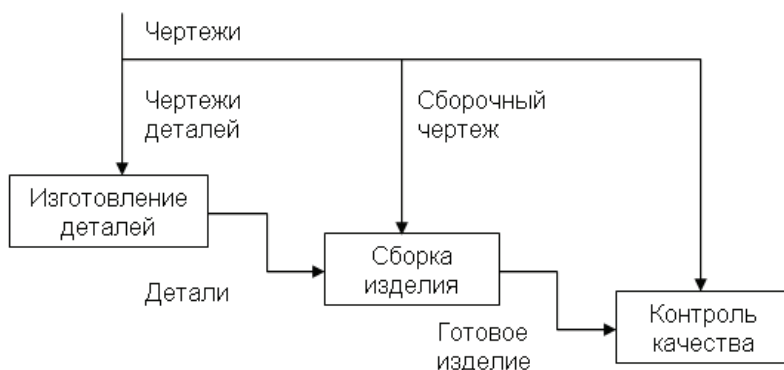 Чертежи
Чертежи
деталей
Сборочный
чертеж
Изготовление
деталей
Детали
Сборка
изделия
Готовое
изделие
Контроль
качества